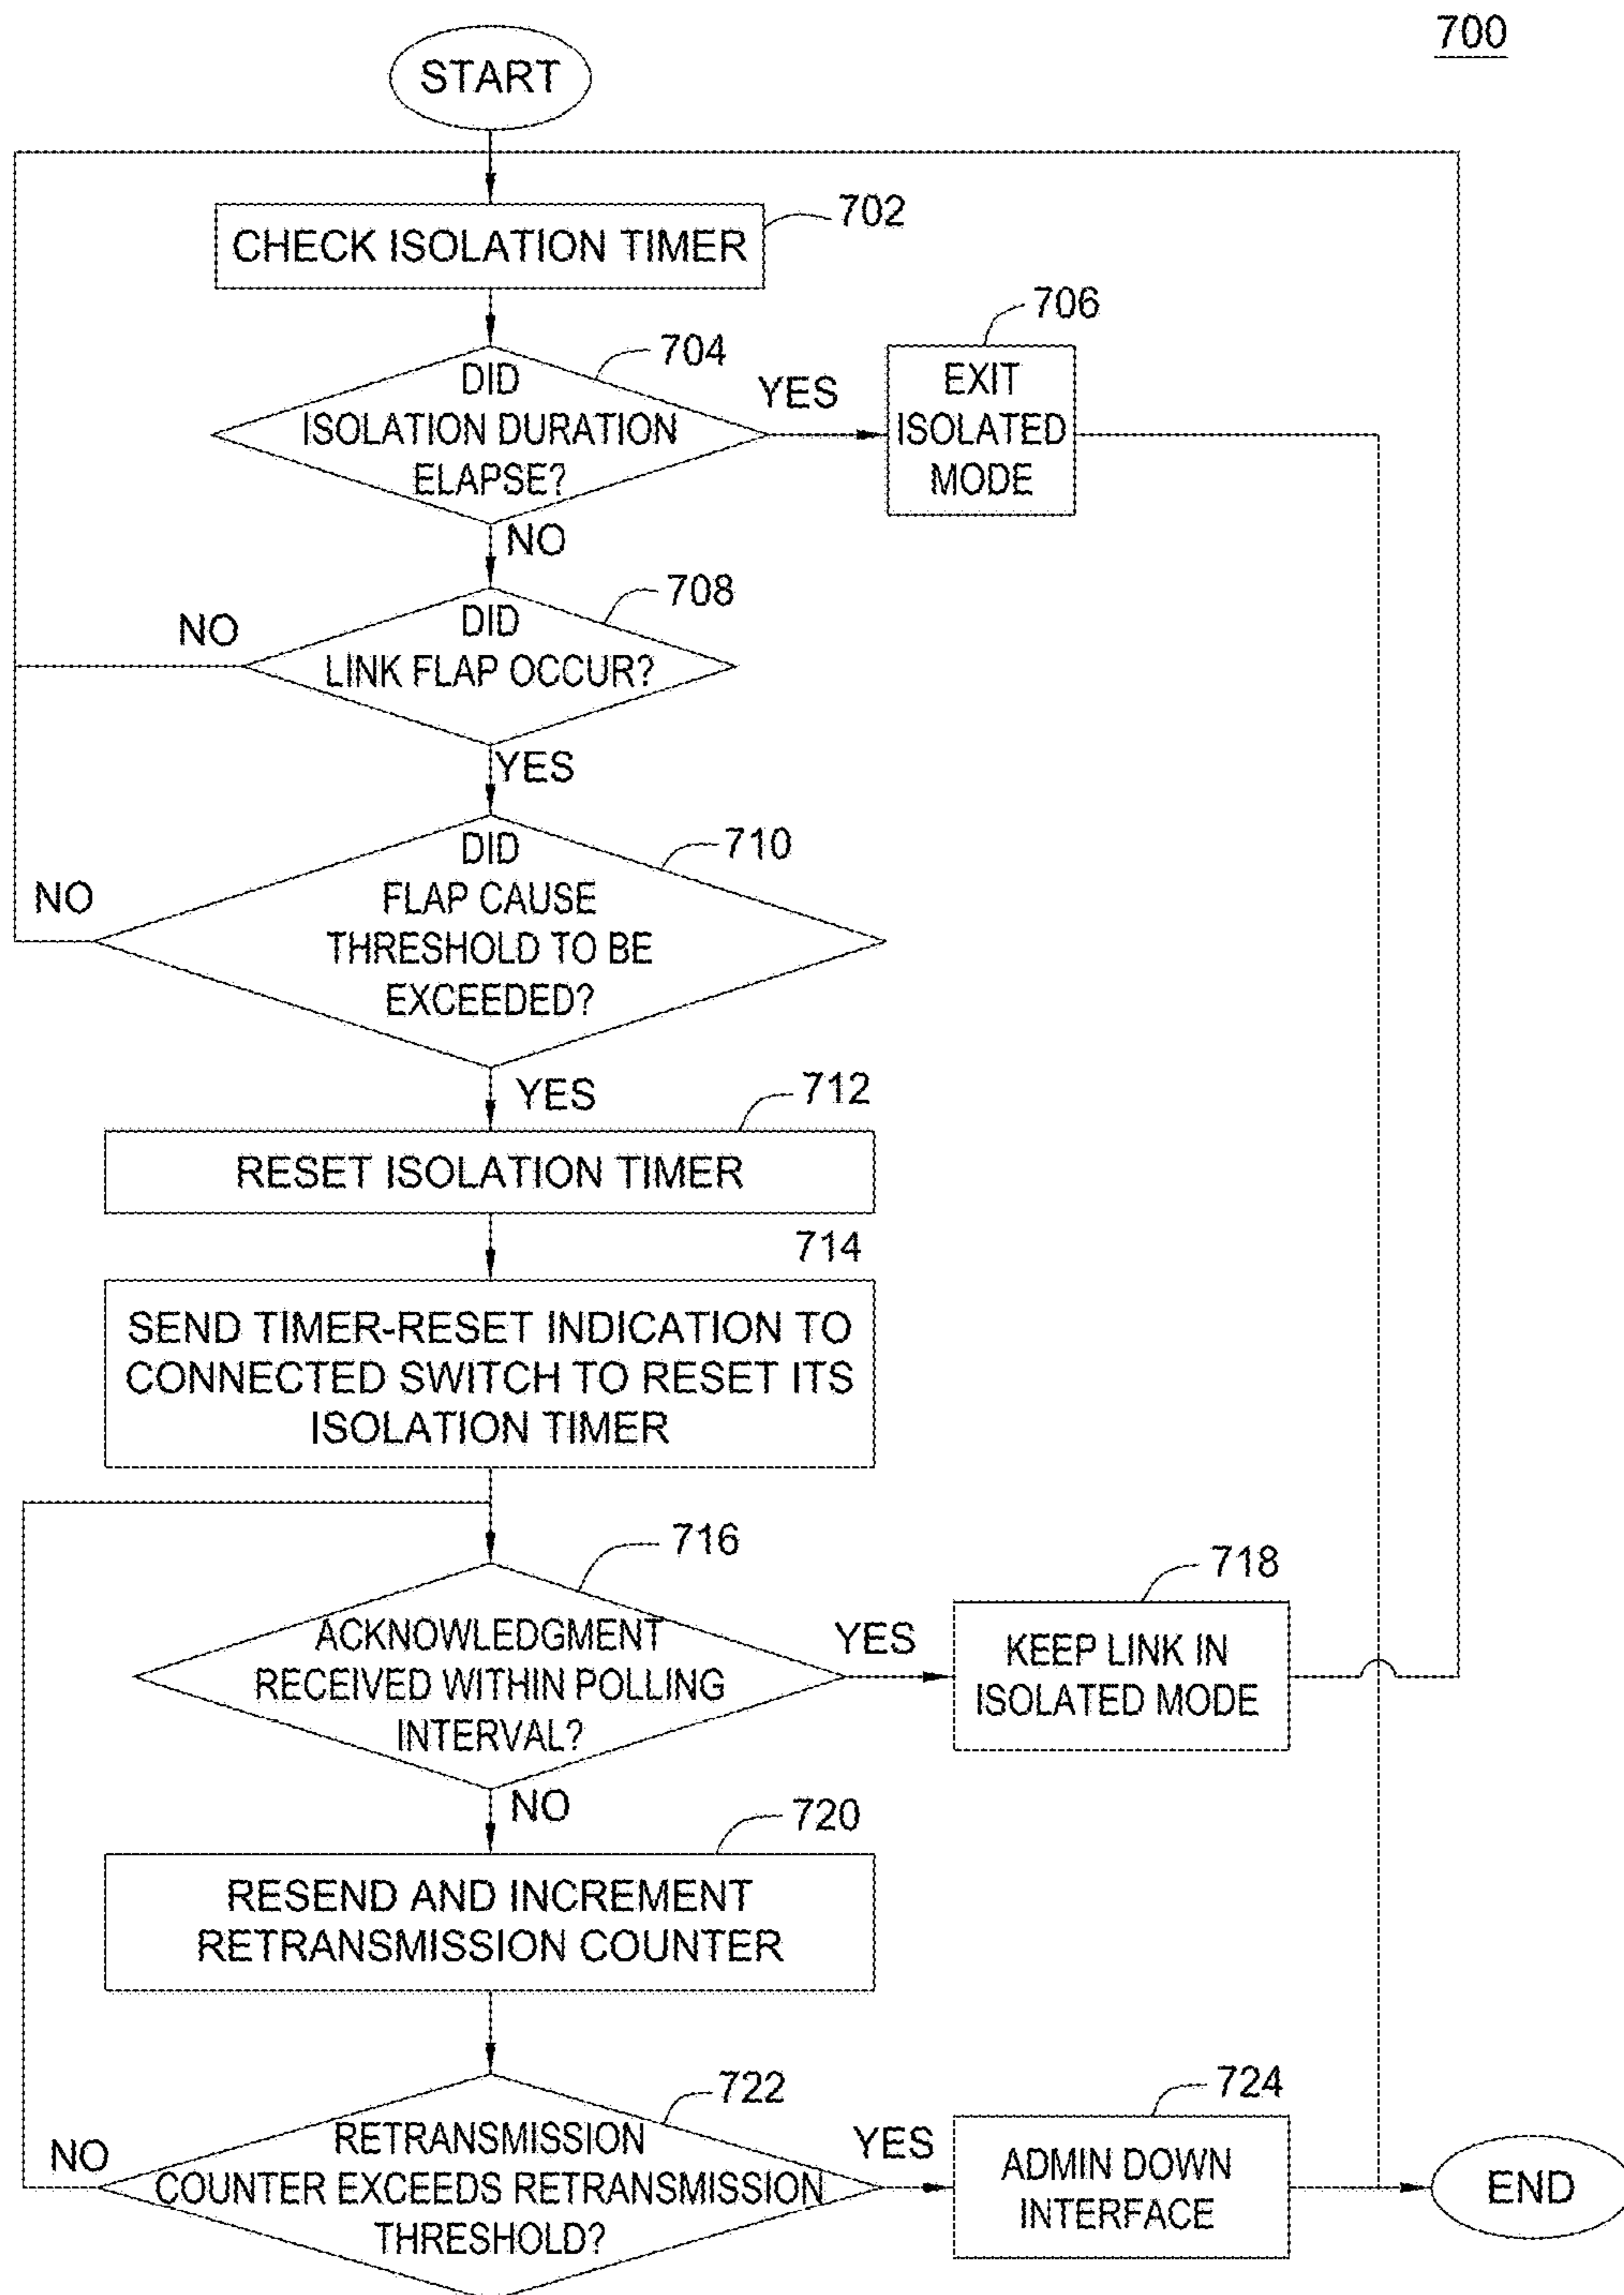 700
START
702
CHECK ISOLATION TIMER
704
706
DID
ISOLATION DURATION
ELAPSE?
YES
EXIT
ISOLATED
MODE
NO
708
DID
LINK FLAP OCCUR?
NO
YES
710
DID
FLAP CAUSE
THRESHOLD TO BE
EXCEEDED?
NO
YES
712
RESET ISOLATION TIMER
714
SEND TIMER-RESET INDICATION TO
CONNECTED SWITCH TO RESET ITS
ISOLATION TIMER
716
718
ACKNOWLEDGMENT
RECEIVED WITHIN POLLING
INTERVAL?
YES
KEEP LINK IN
ISOLATED MODE
NO
720
RESEND AND INCREMENT
RETRANSMISSION COUNTER
722
724
NO
RETRANSMISSION
COUNTER EXCEEDS RETRANSMISSION
THRESHOLD?
YES
ADMIN DOWN
INTERFACE
END